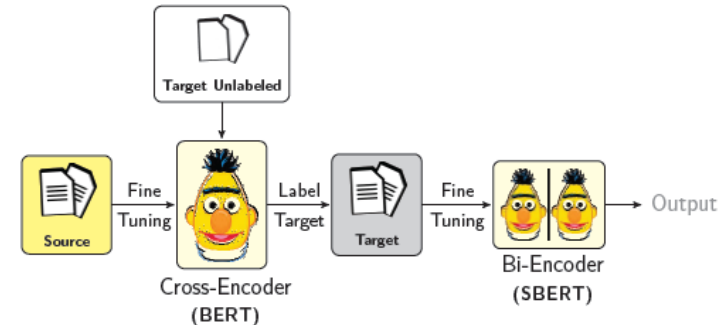 Target Unlabeled
Source
Fine
Tuning
Cross-Encoder
(BERT)
Label
Target
Target
Fine
Tuning
Bi-Encoder
(SBERT)
Output